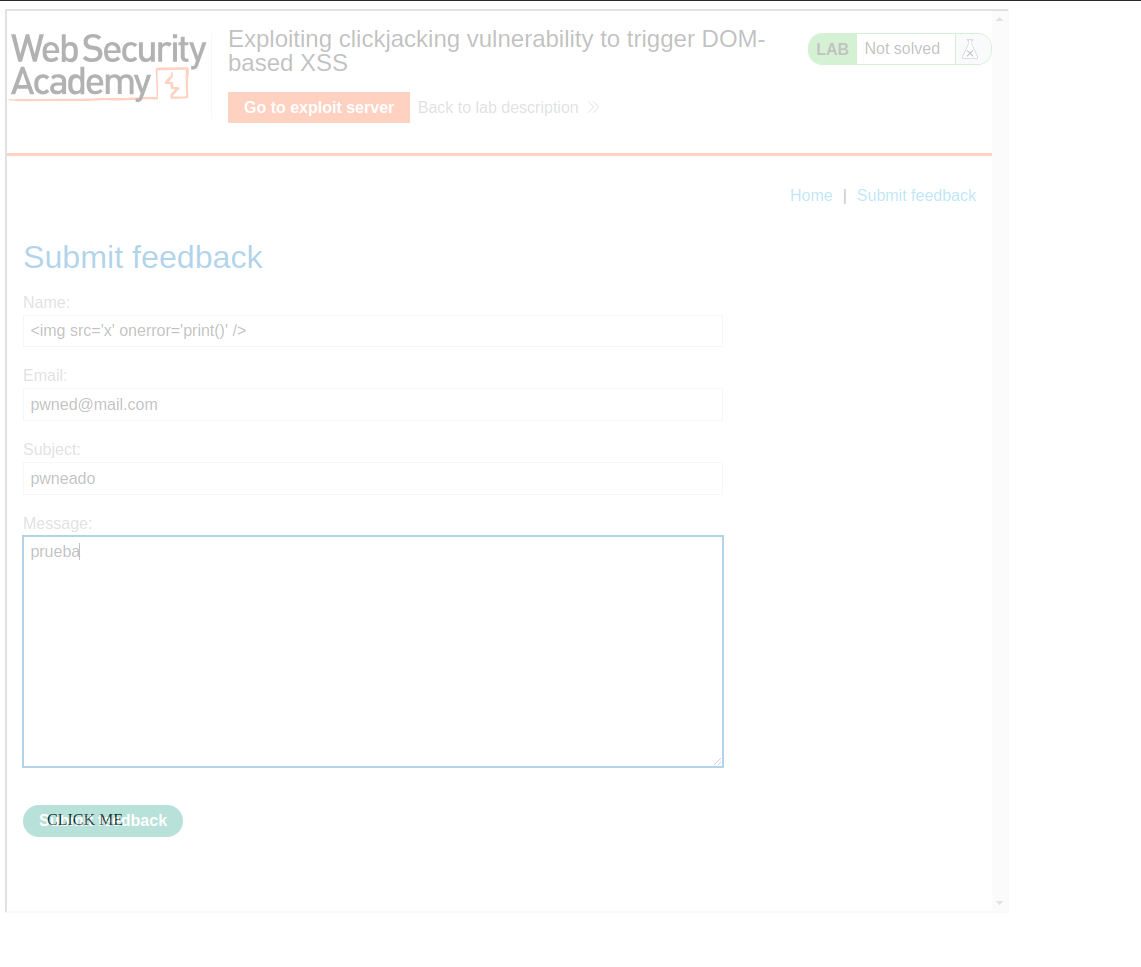 Web Security
Academy
Exploiting clickjacking vulnerability to trigger DOM-
based XSS
LAB Not solved
Go to exploit server Back to lab description
Home | Submit feedback
Submit feedback
Name:
<img src='x' onerror='print()' />
Email:
pwned@mail.com
Subject:
pwneado
Message:
prueba
Submit feedback
CLICK ME